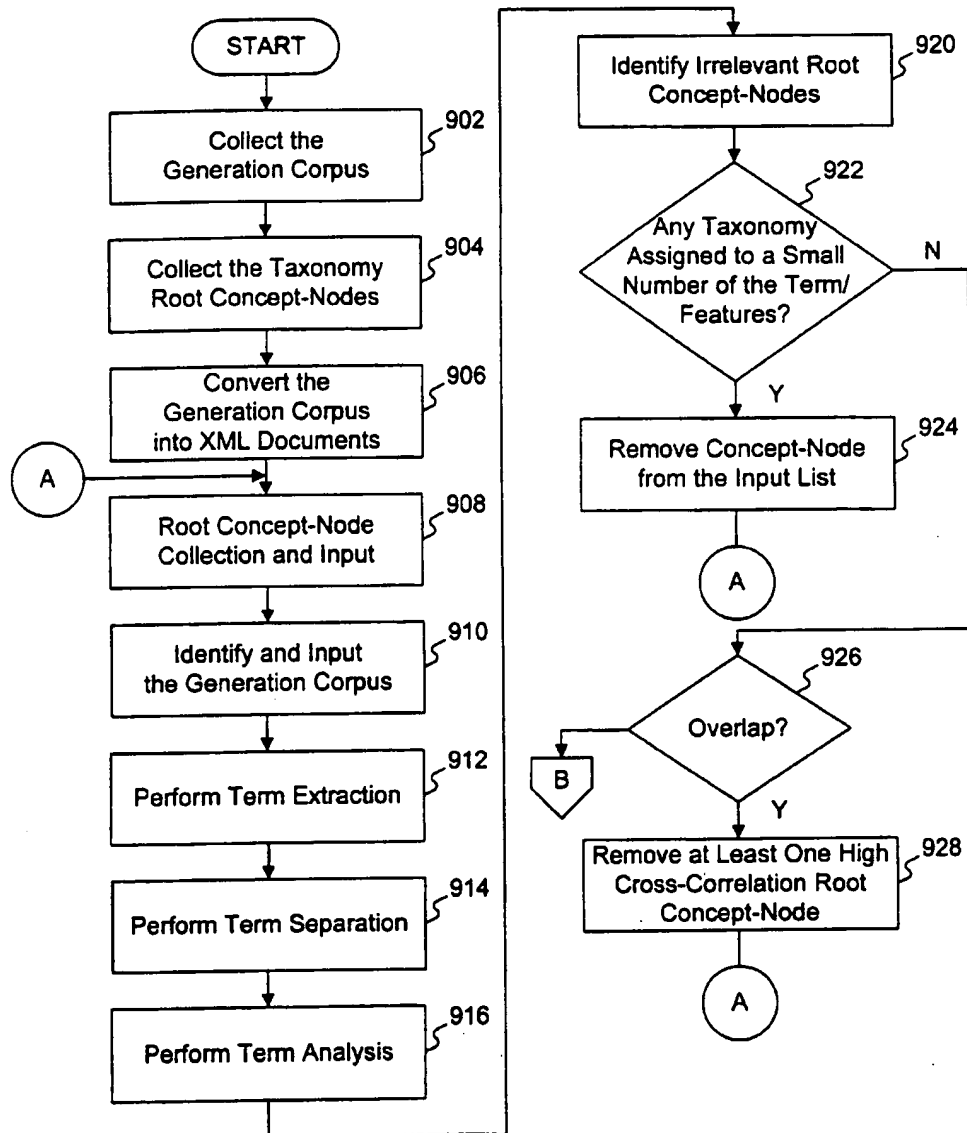 START
902
Collect the
Generation Corpus
904
Collect the Taxonomy
Root Concept-Nodes
906
Convert the
Generation Corpus
into XML Documents
A
908
Root Concept-Node
Collection and Input
910
Identify and Input
the Generation Corpus
912
Perform Term Extraction
914
Perform Term Separation
916
Perform Term Analysis
920
Identify Irrelevant Root
Concept-Nodes
922
Any Taxonomy
Assigned to a Small
Number of the Term/
Features?
N
Y
924
Remove Concept-Node
from the Input List
A
926
Overlap?
B
Y
928
Remove at Least One High
Cross-Correlation Root
Concept-Node
A